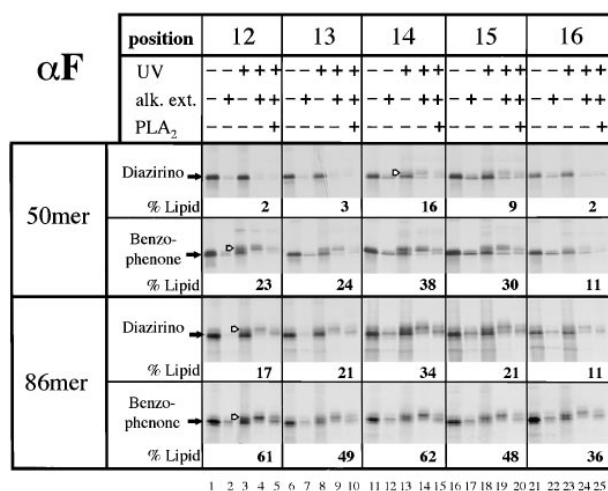 αF
position 12 13 14 15 16
UV − − + + + − − + + + − − + + + − − + + + − − + + +
alk. ext. − + − + + − + − + + − + − + + − + − + + − + − + +
PLA₂ − − − − + − − − − + − − − − + − − − − + − − − − +
50mer
Diazirino
% Lipid 2 3 16 9 2
Benzo-
phenone
% Lipid 23 24 38 30 11
86mer
Diazirino
% Lipid 17 21 34 21 11
Benzo-
phenone
% Lipid 61 49 62 48 36
1 2 3 4 5 6 7 8 9 10 11 12 13 14 15 16 17 18 19 20 21 22 23 24 25